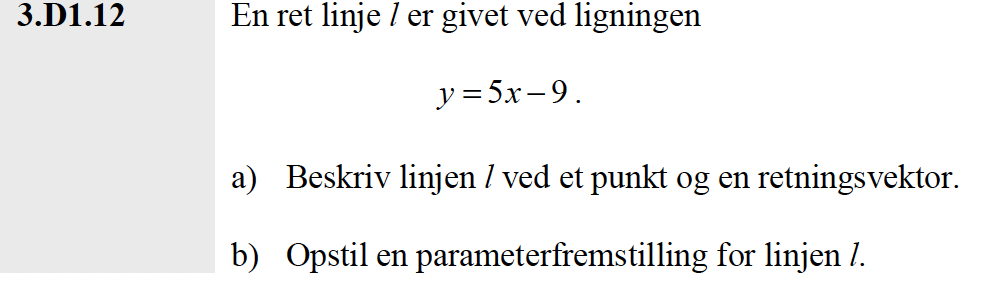 3.D1.12 En ret linje l er givet ved ligningen
y = 5x – 9 .
a) Beskriv linjen l ved et punkt og en retningsvektor.
b) Opstil en parameterfremstilling for linjen l.